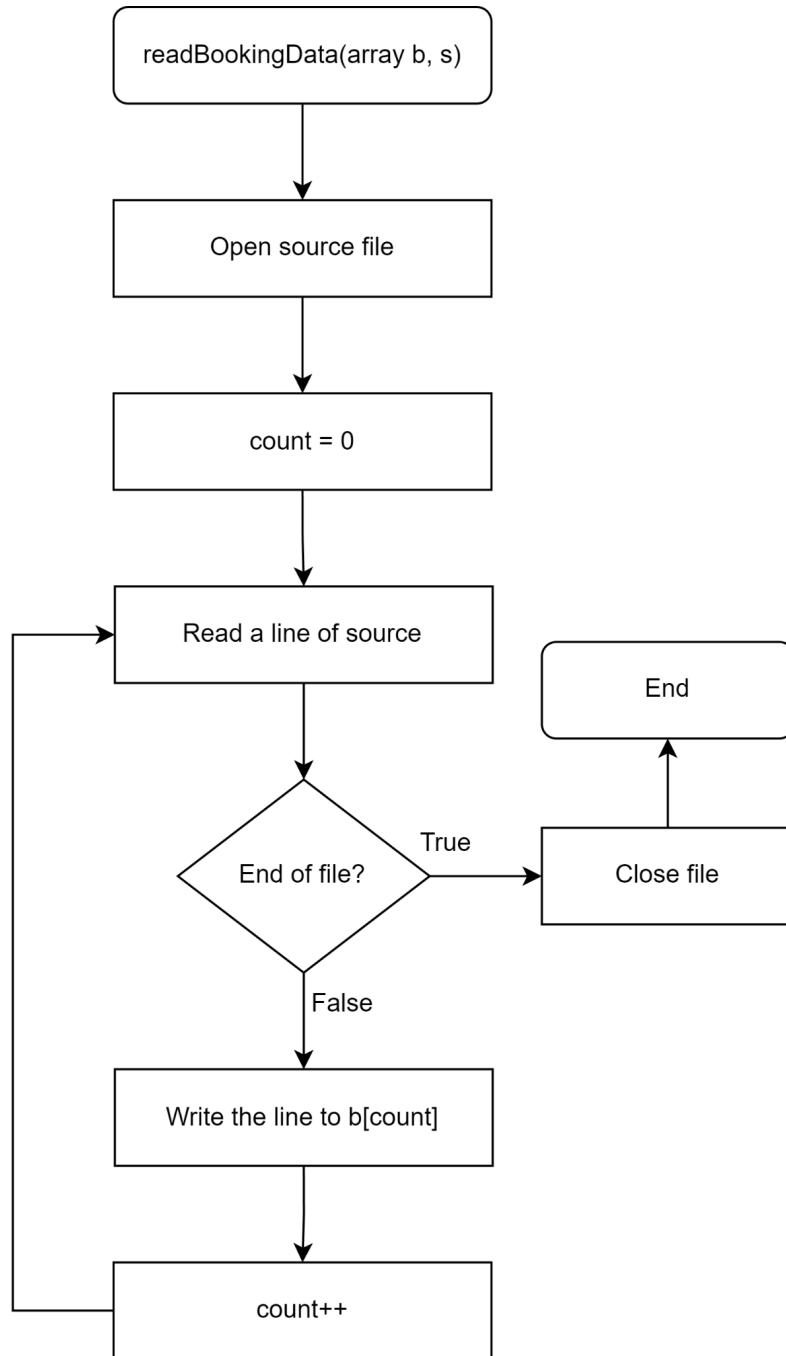 readBookingData(array b, s)
Open source file
count = 0
Read a line of source
End
End of file?
True
Close file
False
Write the line to b[count]
count++